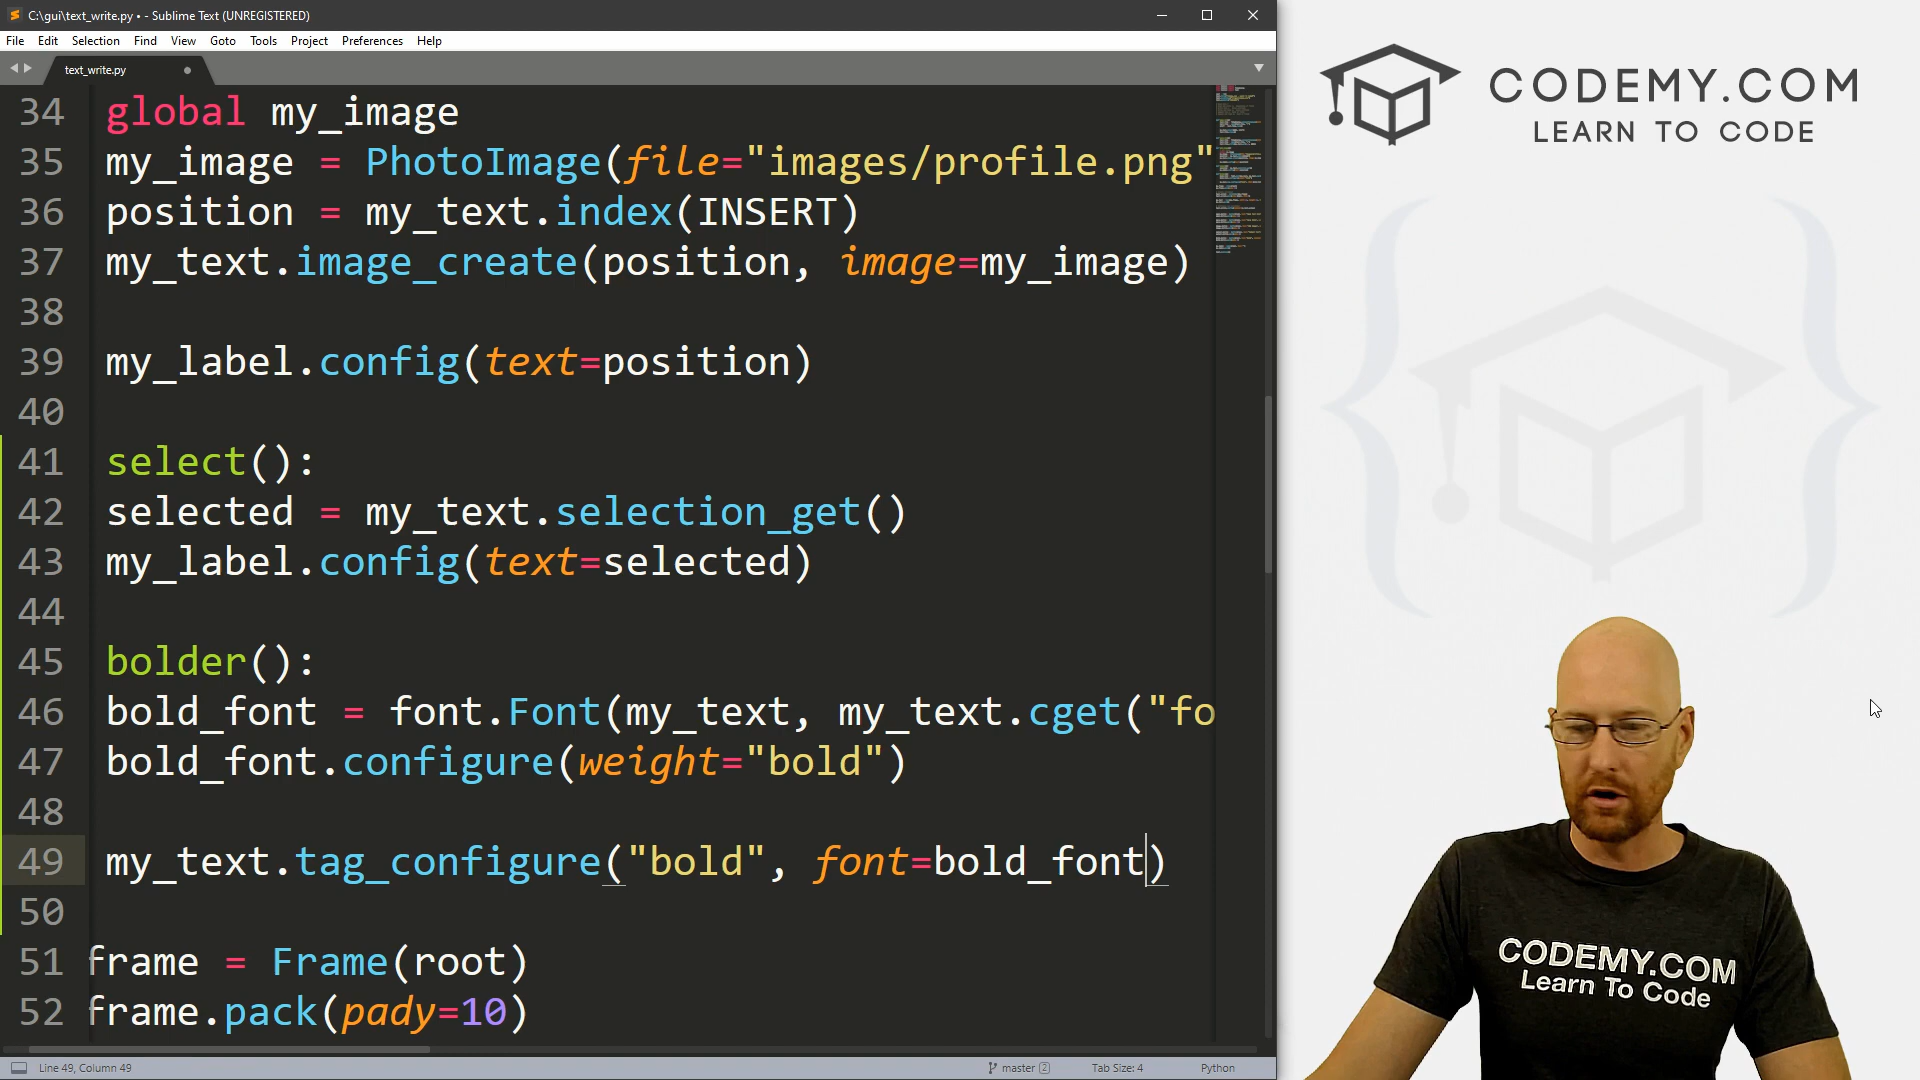 C:\gui\text_write.py • - Sublime Text (UNREGISTERED)
File Edit Selection Find View Goto Tools Project Preferences Help
text_write.py
34 global my_image
35 my_image = PhotoImage(file="images/profile.png"
36 position = my_text.index(INSERT)
37 my_text.image_create(position, image=my_image)
38
39 my_label.config(text=position)
40
41 select():
42 selected = my_text.selection_get()
43 my_label.config(text=selected)
44
45 bolder():
46 bold_font = font.Font(my_text, my_text.cget("fo
47 bold_font.configure(weight="bold")
48
49 my_text.tag_configure("bold", font=bold_font)
50
51 frame = Frame(root)
52 frame.pack(pady=10)
Line 49, Column 49
master 2
Tab Size: 4
Python
CODEMY.COM
LEARN TO CODE
CODEMY.COM
Learn To Code